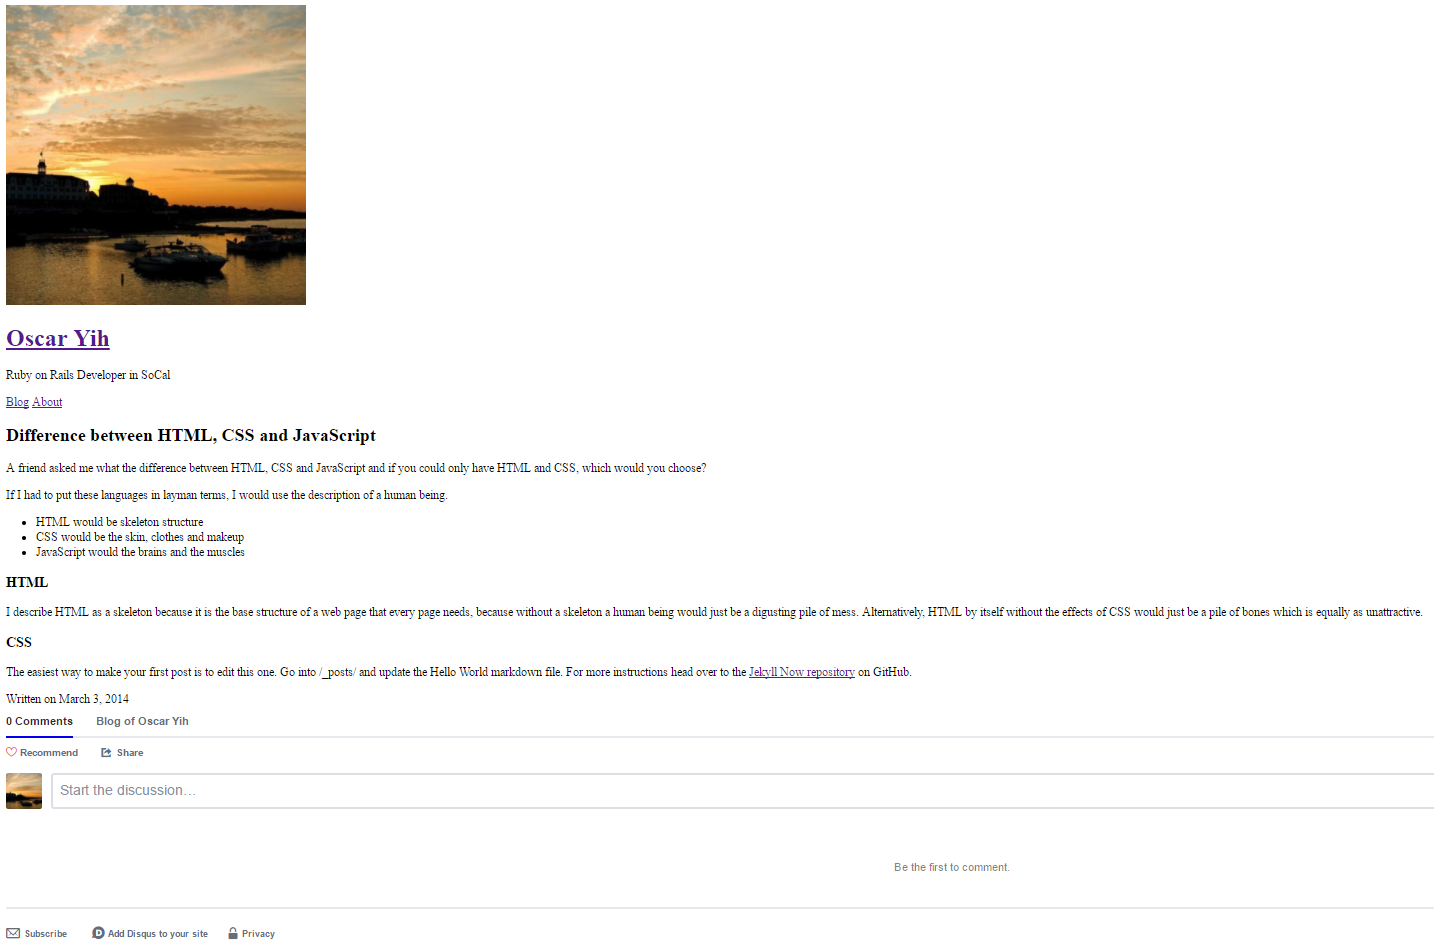 Oscar Yih
Ruby on Rails Developer in SoCal
Blog About
Difference between HTML, CSS and JavaScript
A friend asked me what the difference between HTML, CSS and JavaScript and if you could only have HTML and CSS, which would you choose?
If I had to put these languages in layman terms, I would use the description of a human being.
• HTML would be skeleton structure
• CSS would be the skin, clothes and makeup
• JavaScript would the brains and the muscles
HTML
I describe HTML as a skeleton because it is the base structure of a web page that every page needs, because without a skeleton a human being would just be a digusting pile of mess. Alternatively, HTML by itself without the effects of CSS would just be a pile of bones which is equally as unattractive.
CSS
The easiest way to make your first post is to edit this one. Go into /_posts/ and update the Hello World markdown file. For more instructions head over to the Jekyll Now repository on GitHub.
Written on March 3, 2014
0 Comments Blog of Oscar Yih
Recommend Share
Start the discussion…
Be the first to comment.
Subscribe Add Disqus to your site Privacy